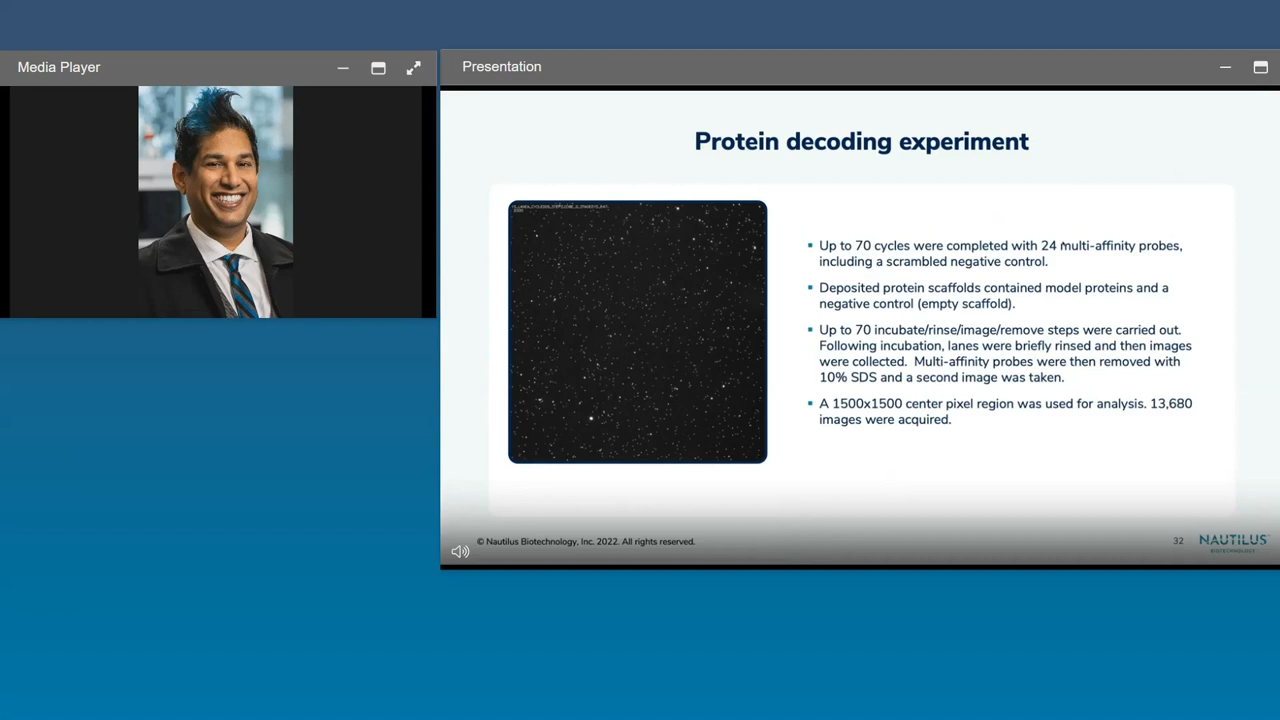 Media Player
Presentation
Protein decoding experiment
Up to 70 cycles were completed with 24 multi-affinity probes,
including a scrambled negative control.
Deposited protein scaffolds contained model proteins and a
negative control (empty scaffold).
Up to 70 incubate/rinse/image/remove steps were carried out.
Following incubation, lanes were briefly rinsed and then images
were collected. Multi-affinity probes were then removed with
10% SDS and a second image was taken.
A 1500x1500 center pixel region was used for analysis. 13,680
images were acquired.
© Nautilus Biotechnology, Inc. 2022. All rights reserved.
32
NAUTILUS
BIOTECHNOLOGY